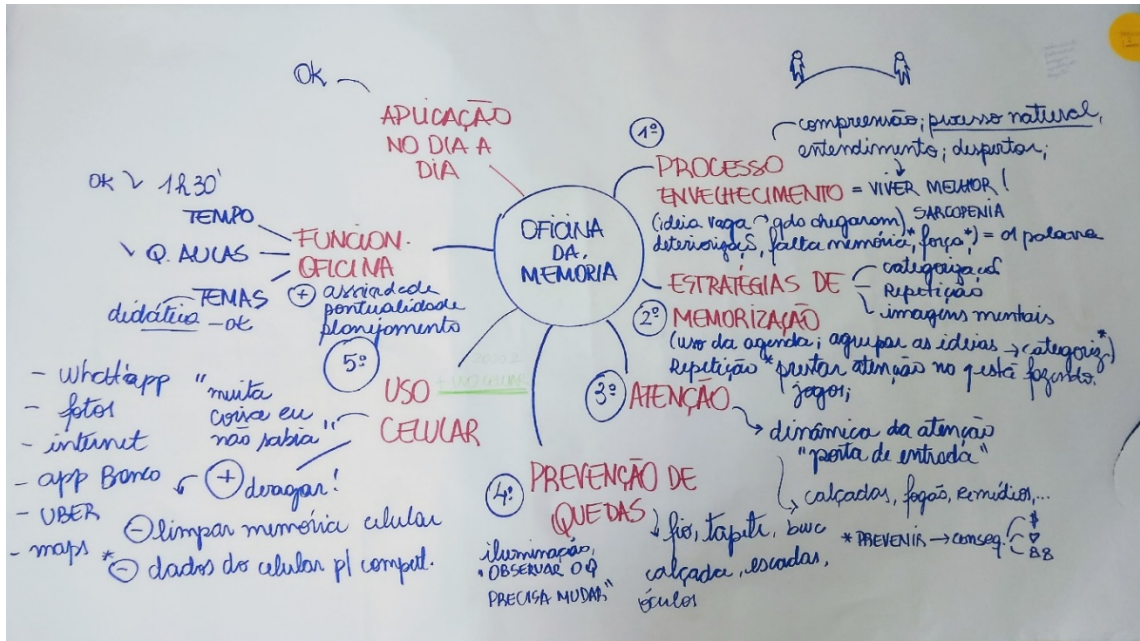 OFICINA
DA
MEMÓRIA
1º
PROCESSO
ENVELHECIMENTO = VIVER MELHOR!
compreensão; processo natural,
entendimento; despertar;
(ideia vaga → qdo chegaram) SARCOPENIA
falta memória,* força*) = 01 palavra
2º
ESTRATÉGIAS DE
MEMORIZAÇÃO
categorização
Repetição
imagens mentais
(uso da agenda; agrupar as ideias → categoriz*)
Repetição *prestar atenção no q está fazendo.
jogos;
3º ATENÇÃO
dinâmica da atenção
"porta de entrada"
calçadas, fogão, remédios,...
* PREVENIR → conseq.
$
4º
PREVENÇÃO DE
QUEDAS
fio, tapete, bwc
calçada, escadas,
óculos
iluminação,
"OBSERVAR O Q
PRECISA MUDAR"
5º
USO
CELULAR
"muita
coisa eu
não sabia"
- whatsapp
- fotos
- internet
- app Banco
- UBER
- maps
+ devagar!
- limpar memória celular
* - dados do celular p/ comput.
FUNCION.
OFICINA
OK 1h30'
TEMPO
Q. AULAS
TEMAS
didática - ok
+ assiduidade
pontualidade
planejamento
APLICAÇÃO
NO DIA A
DIA
OK